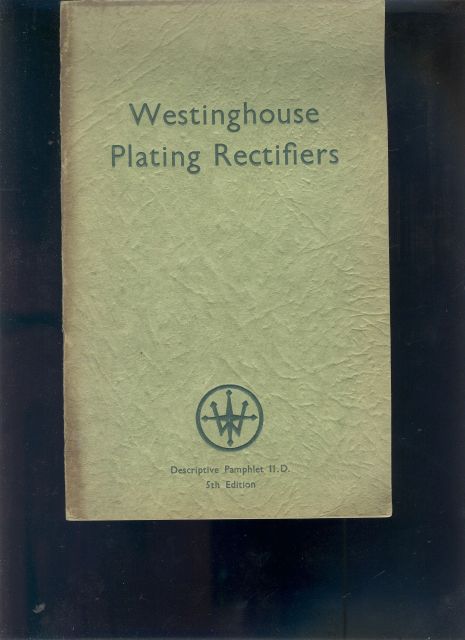 Westinghouse
Plating Rectifiers
W
Descriptive Pamphlet 11.D.
5th Edition